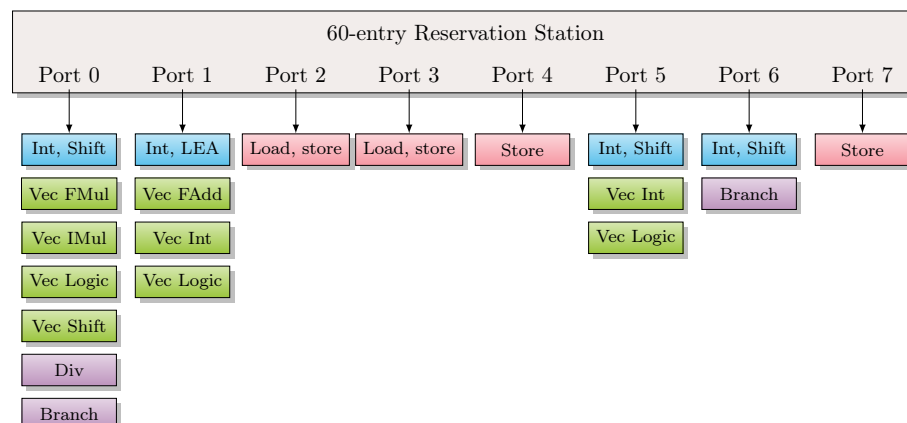 60-entry Reservation Station
Port 0 Port 1 Port 2 Port 3 Port 4 Port 5 Port 6 Port 7
Int, Shift Int, LEA Load, store Load, store Store Int, Shift Int, Shift Store
Vec FMul Vec FAdd Vec Int Branch
Vec IMul Vec Int Vec Logic
Vec Logic Vec Logic
Vec Shift
Div
Branch